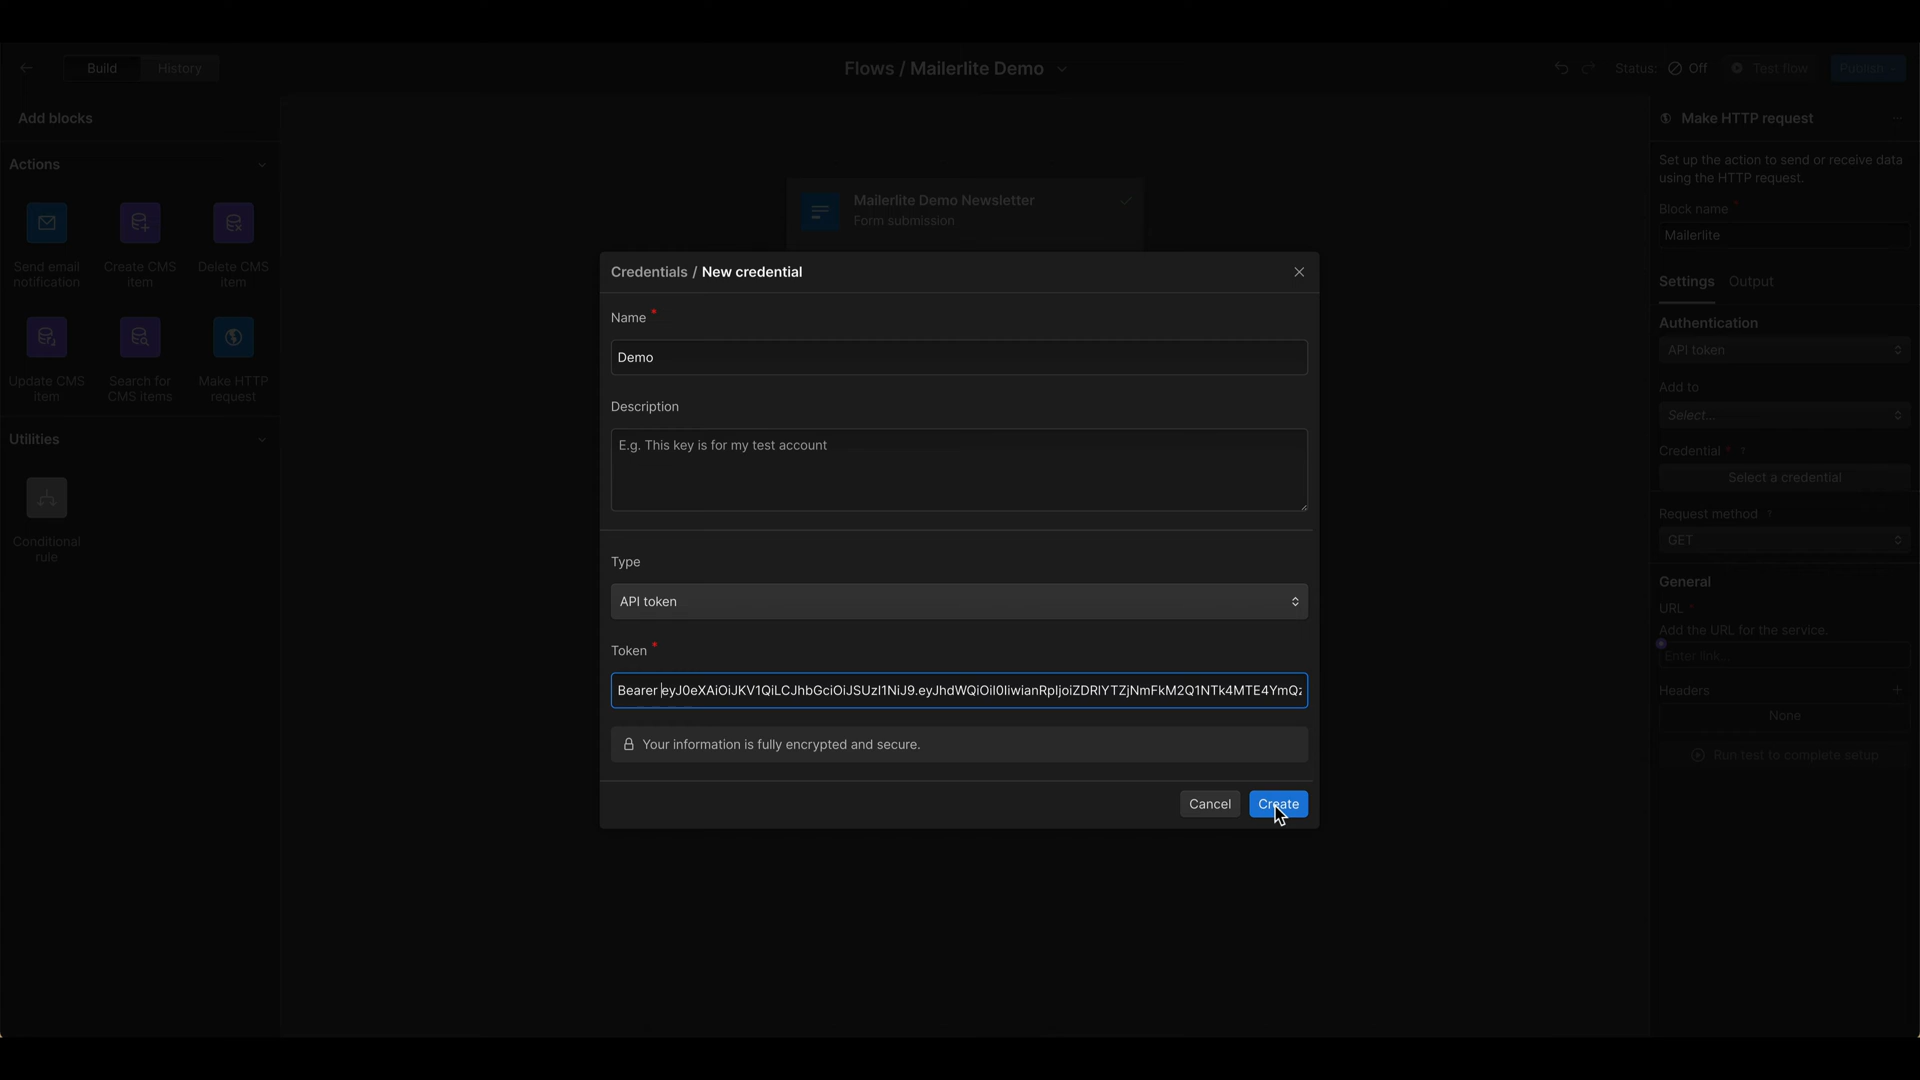 Build
History
Flows / Mailerlite Demo
Status:
Off
Test flow
Publish
Add blocks
Actions
Send email
notification
Create CMS
item
Delete CMS
item
Update CMS
item
Search for
CMS items
Make HTTP
request
Utilities
Conditional
rule
Mailerlite Demo Newsletter
Form submission
Credentials / New credential
Name *
Demo
Description
E.g. This key is for my test account
Type
API token
Token *
Bearer
Your information is fully encrypted and secure.
Cancel
Create
Make HTTP request
Set up the action to send or receive data
using the HTTP request.
Block name *
Mailerlite
Settings
Output
Authentication
API token
Add to
Select...
Credential * ?
Select a credential
Request method ?
GET
General
URL *
Add the URL for the service.
Enter link...
Headers +
None
Run test to complete setup